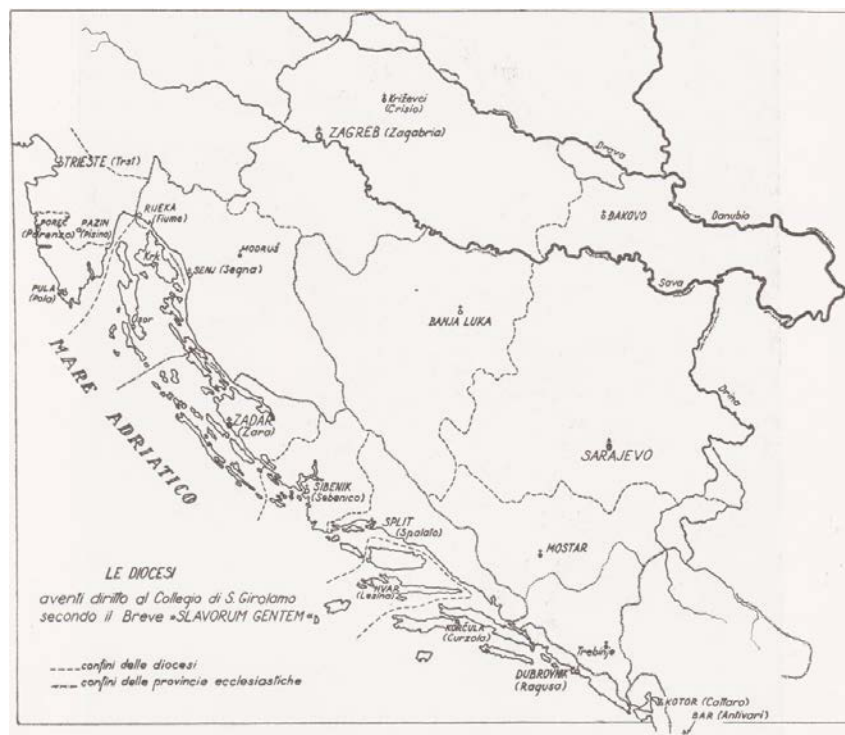 Križevci
(Crisio)
ZAGREB (Zagabria)
Drava
TRIESTE (Trst)
RIJEKA
(Fiume)
ĐAKOVO
Danubio
POREČ
(Parenzo)
PAZIN
(Pisino)
MODRUŠ
Krk
SENJ (Segna)
Sava
PULA
(Pola)
Osor
BANJA LUKA
MARE ADRIATICO
Drina
ZADAR
(Zara)
SARAJEVO
ŠIBENIK
(Sebenico)
SPLIT
(Spalato)
MOSTAR
LE DIOCESI
aventi diritto al Collegio di S. Girolamo
secondo il Breve »SLAVORUM GENTEM«
HVAR
(Lesina)
KORČULA
(Curzola)
Trebinje
---- confini delle diocesi
---- confini delle provincie ecclesiastiche
DUBROVNIK
(Ragusa)
KOTOR (Cattaro)
BAR (Antivari)